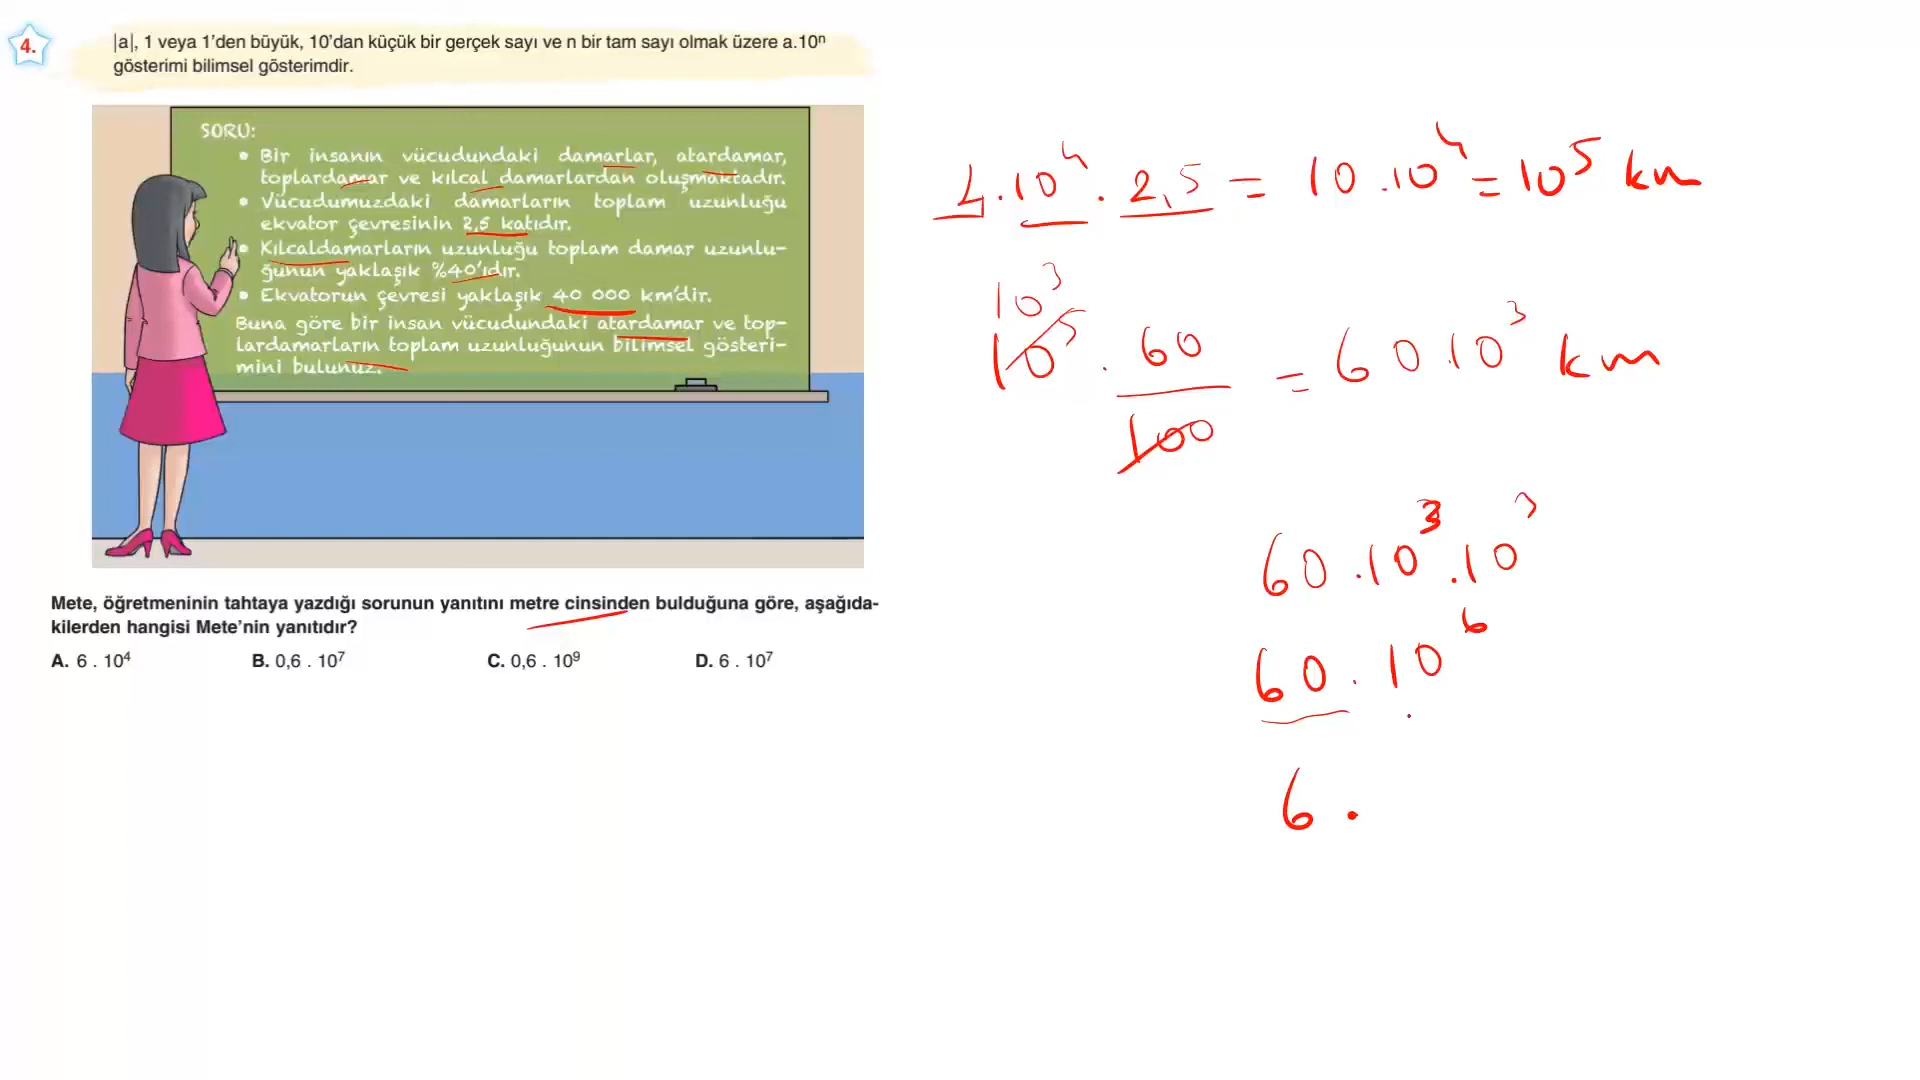 4.
|a|, 1 veya 1'den büyük, 10'dan küçük bir gerçek sayı ve n bir tam sayı olmak üzere a.10ⁿ
gösterimi bilimsel gösterimdir.
SORU:
• Bir insanın vücudundaki damarlar, atardamar,
toplardamar ve kılcal damarlardan oluşmaktadır.
• Vücudumuzdaki damarların toplam uzunluğu
ekvator çevresinin 2,5 katıdır.
• Kılcaldamarların uzunluğu toplam damar uzunlu-
ğunun yaklaşık %40'ıdır.
• Ekvatorun çevresi yaklaşık 40 000 km'dir.
Buna göre bir insan vücudundaki atardamar ve top-
lardamarların toplam uzunluğunun bilimsel gösteri-
mini bulunuz.
Mete, öğretmeninin tahtaya yazdığı sorunun yanıtını metre cinsinden bulduğuna göre, aşağıda-
kilerden hangisi Mete'nin yanıtıdır?
A. 6 . 10⁴ B. 0,6 . 10⁷ C. 0,6 . 10⁹ D. 6 . 10⁷
4.10⁴ . 2,5 = 10.10⁴ = 10⁵ km
10³
10⁵ . 60/100 = 60.10³ km
60.10³.10³
60.10⁶
6.